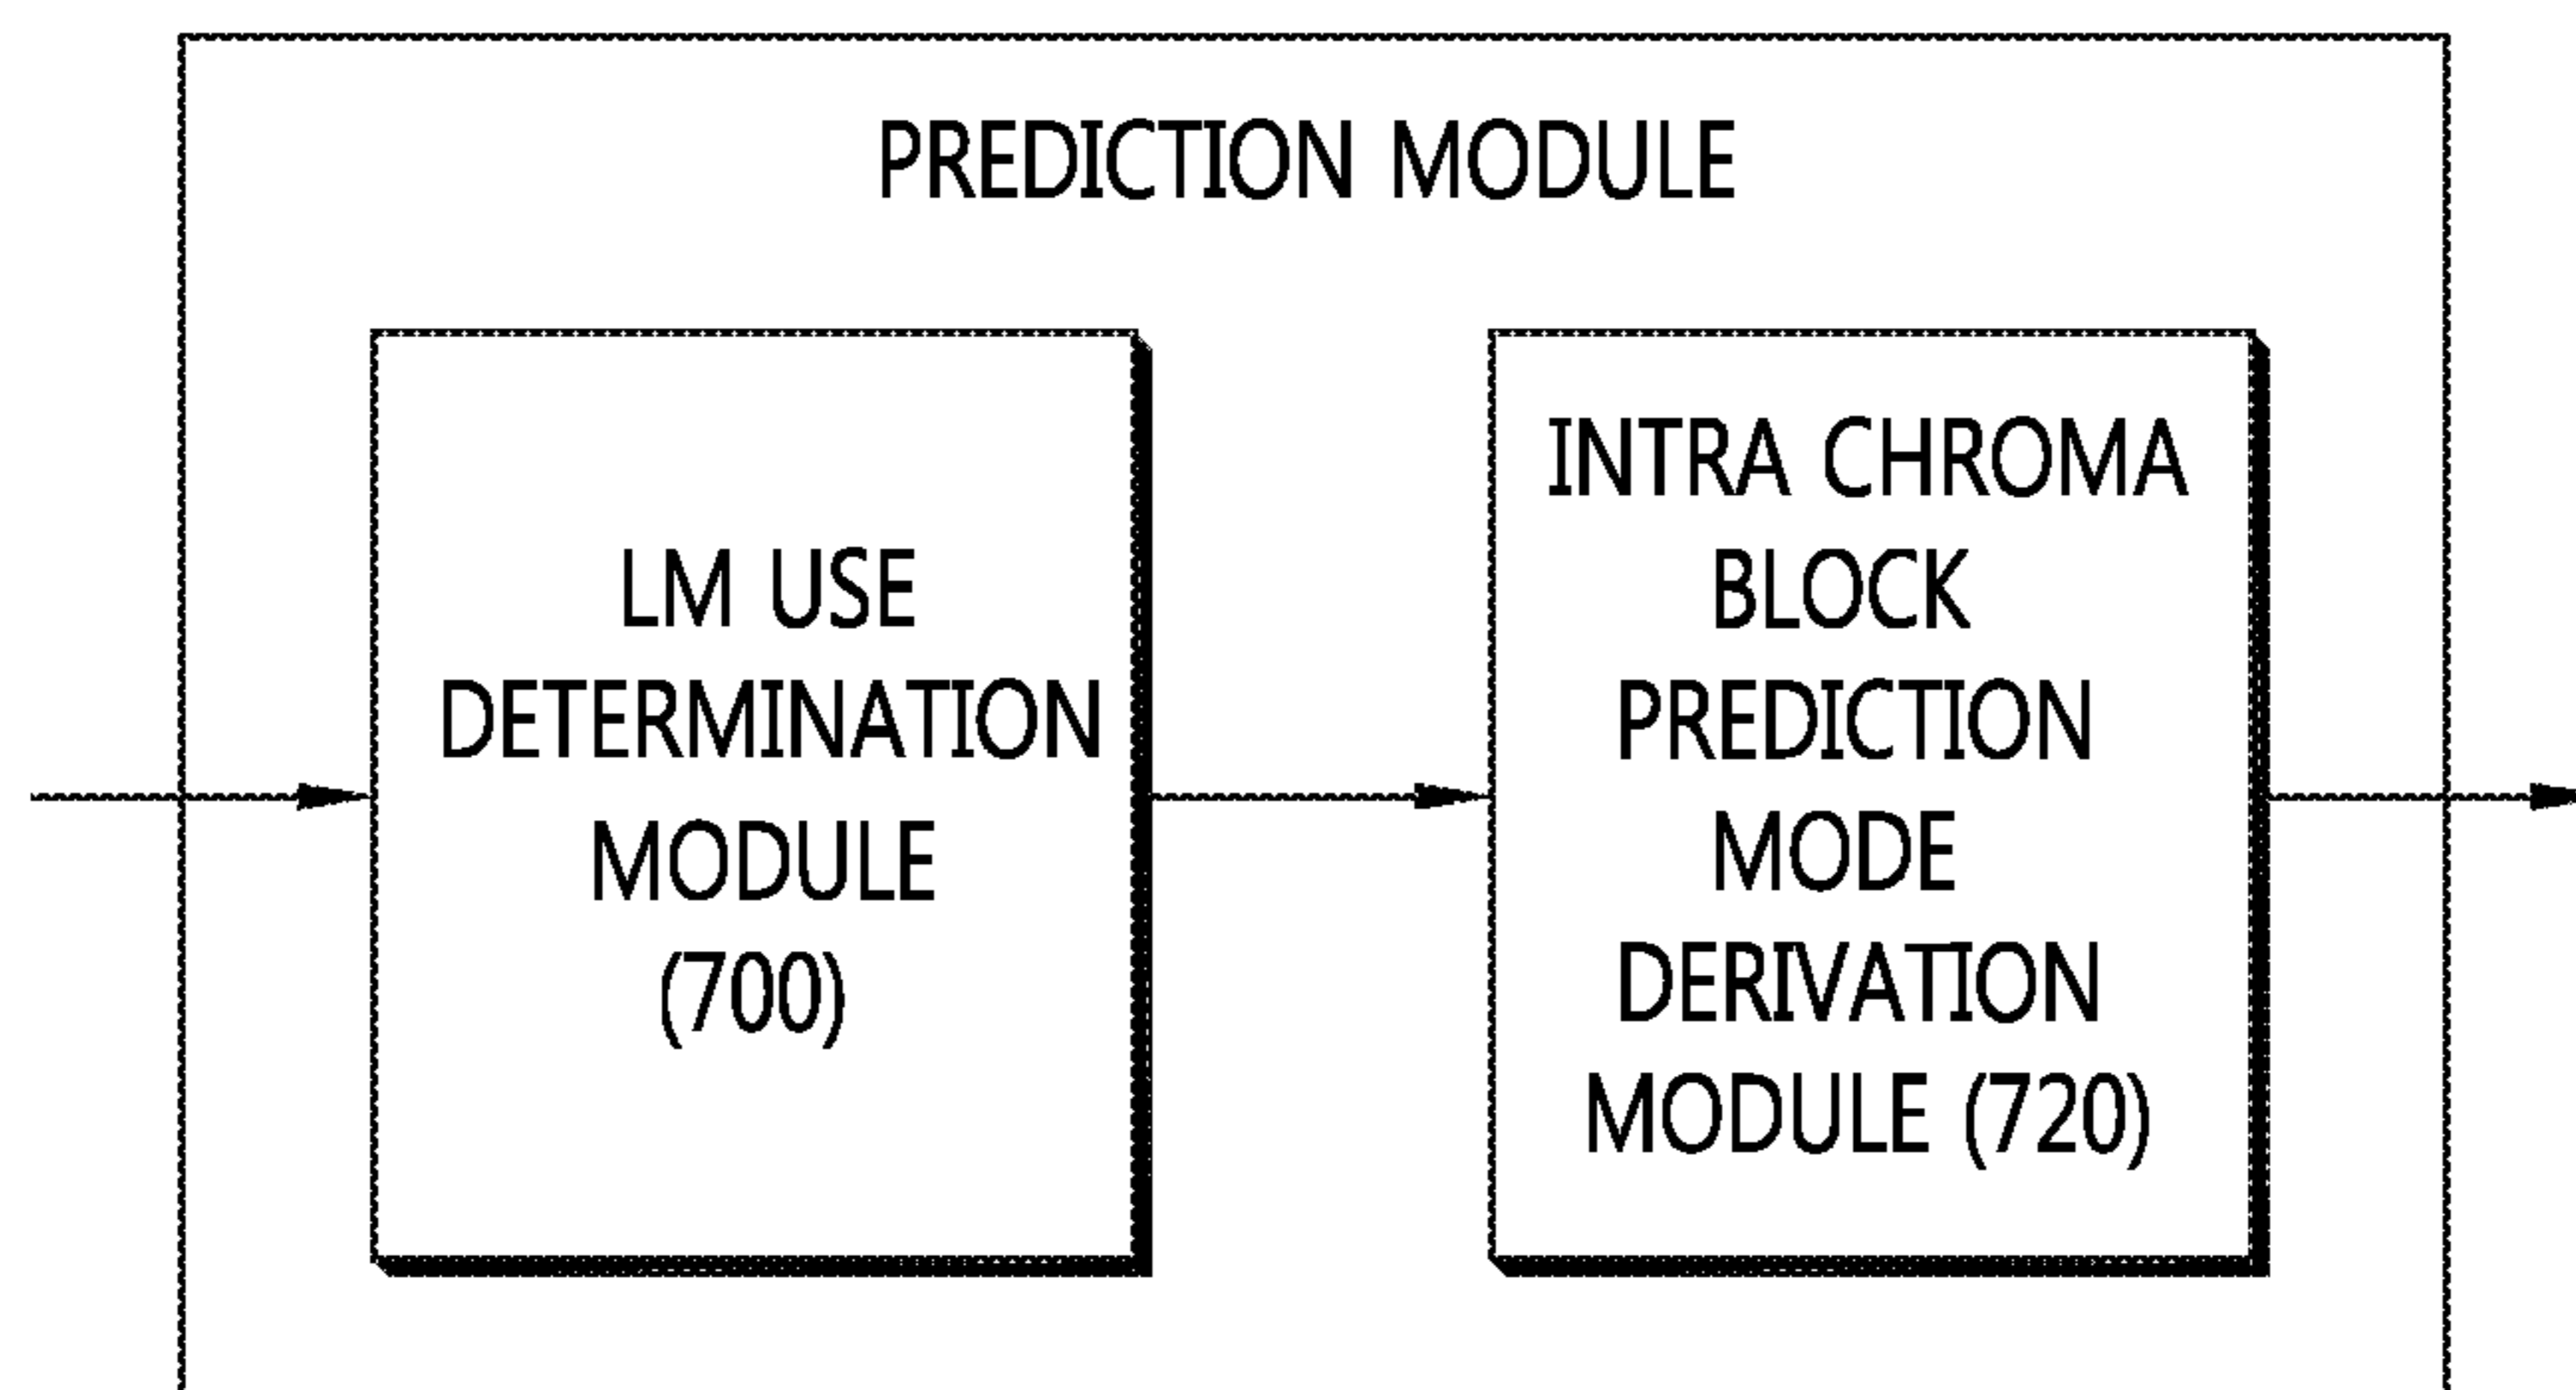 PREDICTION MODULE
LM USE
DETERMINATION
MODULE
(700)
INTRA CHROMA
BLOCK
PREDICTION
MODE
DERIVATION
MODULE (720)